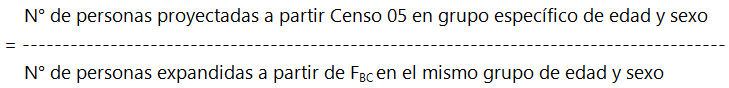 N° de personas proyectadas a partir Censo 05 en grupo específico de edad y sexo
= ------------------------------------------------------------------------------------
N° de personas expandidas a partir de FBC en el mismo grupo de edad y sexo